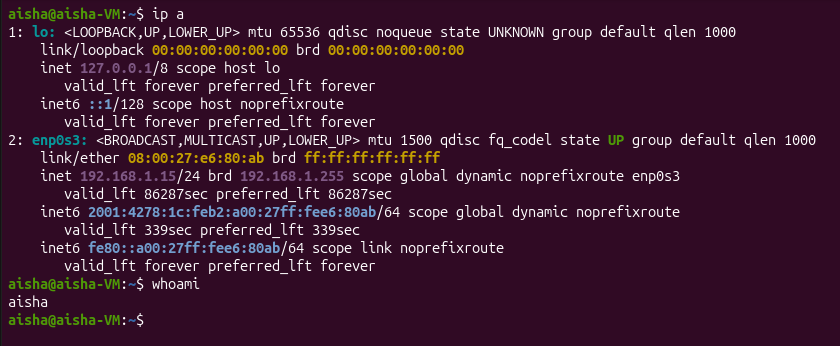 aisha@aisha-VM:~$ ip a
1: lo: <LOOPBACK,UP,LOWER_UP> mtu 65536 qdisc noqueue state UNKNOWN group default qlen 1000
    link/loopback 00:00:00:00:00:00 brd 00:00:00:00:00:00
    inet 127.0.0.1/8 scope host lo
       valid_lft forever preferred_lft forever
    inet6 ::1/128 scope host noprefixroute
       valid_lft forever preferred_lft forever
2: enp0s3: <BROADCAST,MULTICAST,UP,LOWER_UP> mtu 1500 qdisc fq_codel state UP group default qlen 1000
    link/ether 08:00:27:e6:80:ab brd ff:ff:ff:ff:ff:ff
    inet 192.168.1.15/24 brd 192.168.1.255 scope global dynamic noprefixroute enp0s3
       valid_lft 86287sec preferred_lft 86287sec
    inet6 2001:4278:1c:feb2:a00:27ff:fee6:80ab/64 scope global dynamic noprefixroute
       valid_lft 339sec preferred_lft 339sec
    inet6 fe80::a00:27ff:fee6:80ab/64 scope link noprefixroute
       valid_lft forever preferred_lft forever
aisha@aisha-VM:~$ whoami
aisha
aisha@aisha-VM:~$